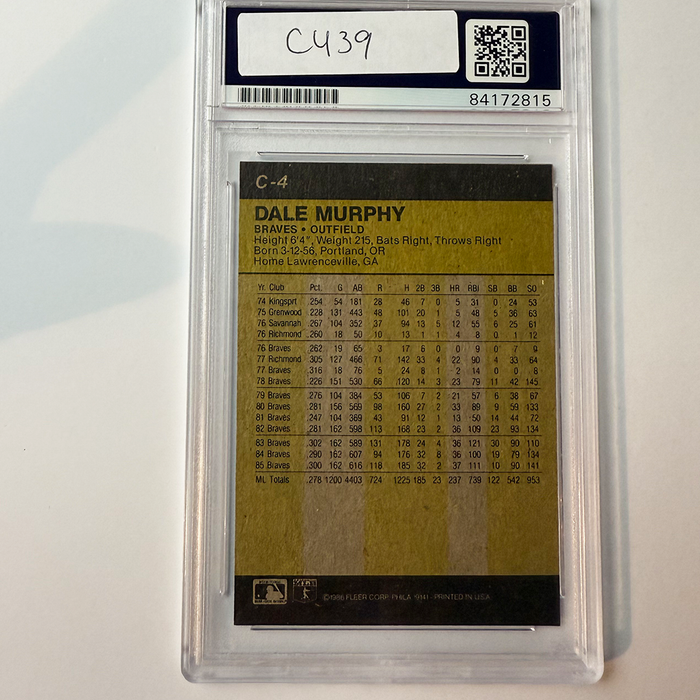 C439
84172815
C-4
DALE MURPHY
BRAVES • OUTFIELD
Height 6'4", Weight 215, Bats Right, Throws Right
Born 3-12-56, Portland, OR
Home Lawrenceville, GA
Yr. Club Pct. G AB R H 2B 3B HR RBI SB BB SO
74 Kingsprt .254 54 181 28 46 7 0 5 31 0 24 53
75 Grenwood .228 131 443 48 101 20 1 5 48 5 36 63
76 Savannah .267 104 352 37 94 13 5 12 55 6 25 61
76 Richmond .260 18 50 10 13 1 1 4 8 0 1 12
76 Braves .262 19 65 3 17 6 0 0 9 0 7 9
77 Richmond .305 127 466 71 142 33 4 22 90 4 33 64
77 Braves .316 18 76 5 24 8 1 2 14 0 0 8
78 Braves .226 151 530 66 120 14 3 23 79 11 42 145
79 Braves .276 104 384 53 106 7 2 21 57 6 38 67
80 Braves .281 156 569 98 160 27 2 33 89 9 59 133
81 Braves .247 104 369 43 91 12 1 13 50 14 44 72
82 Braves .281 162 598 113 168 23 2 36 109 23 93 134
83 Braves .302 162 589 131 178 24 4 36 121 30 90 110
84 Braves .290 162 607 94 176 32 8 36 100 19 79 134
85 Braves .300 162 616 118 185 32 2 37 111 10 90 141
ML Totals .278 1200 4403 724 1225 185 23 237 739 122 542 953
©1986 FLEER CORP. PHILA. 19141 - PRINTED IN U.S.A.